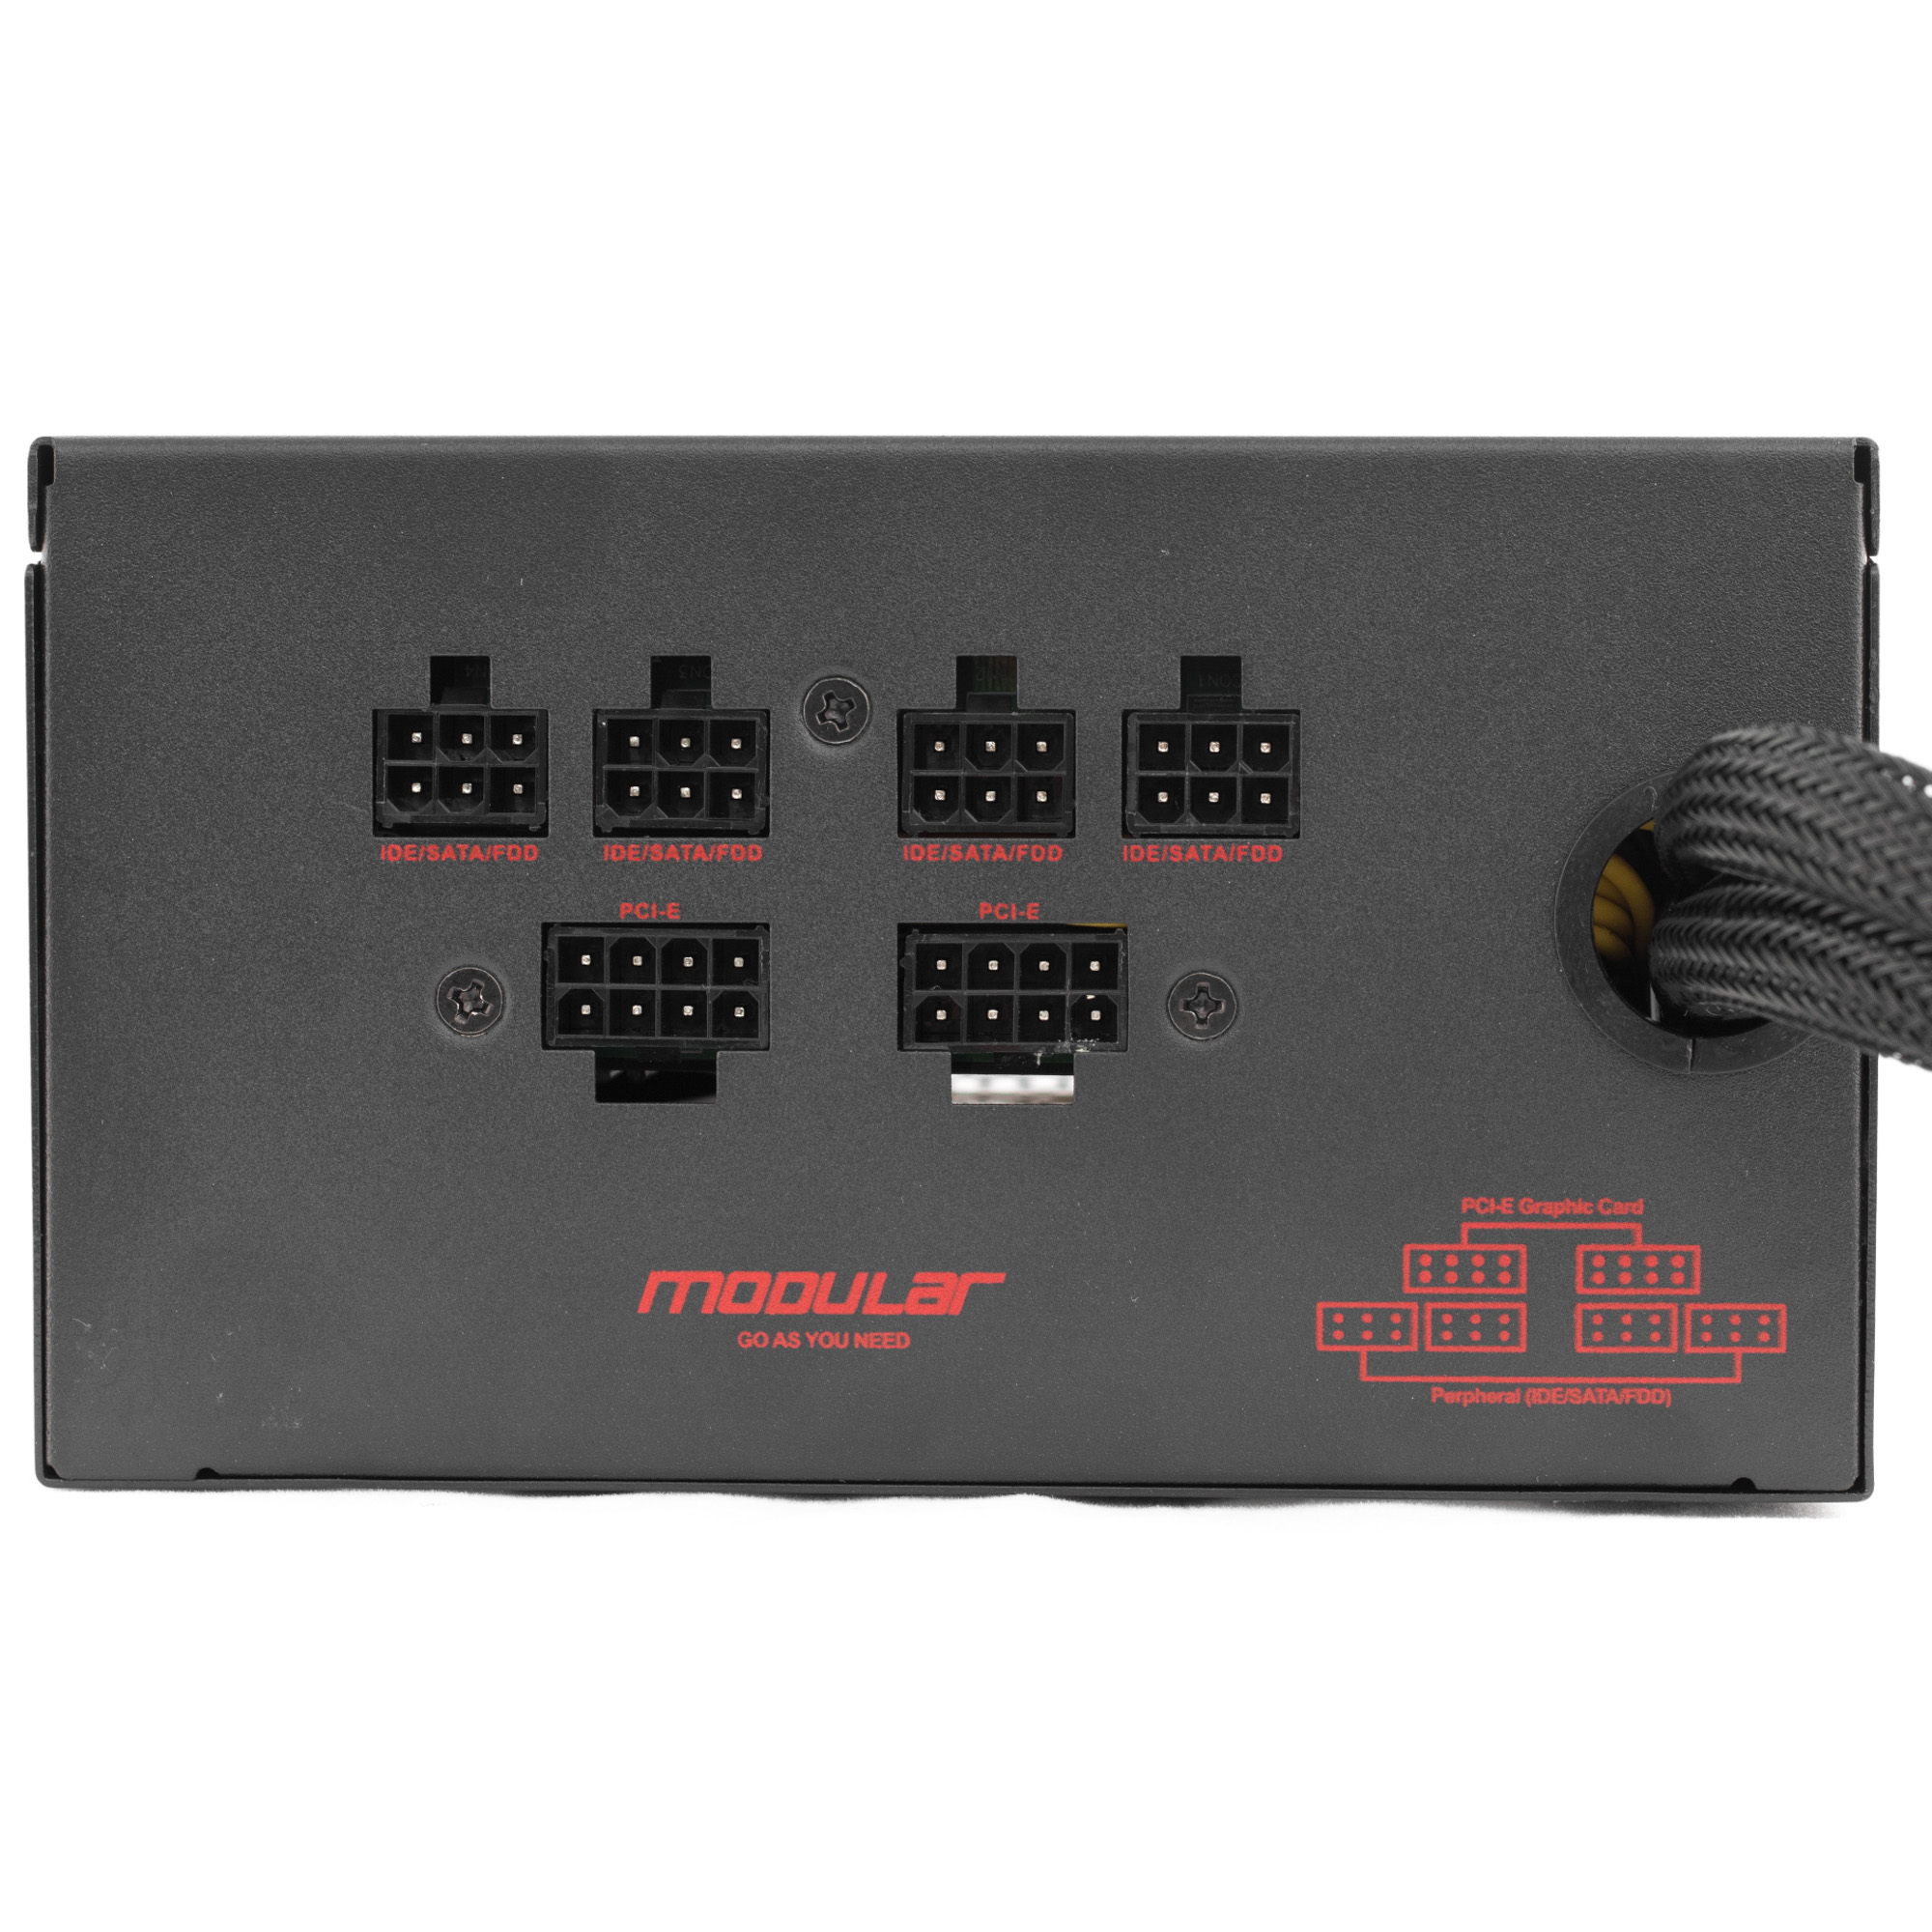 IDE/SATA/FDD IDE/SATA/FDD IDE/SATA/FDD IDE/SATA/FDD
PCI-E PCI-E
MODULAR
GO AS YOU NEED
PCI-E Graphic Card
Perpheral (IDE/SATA/FDD)